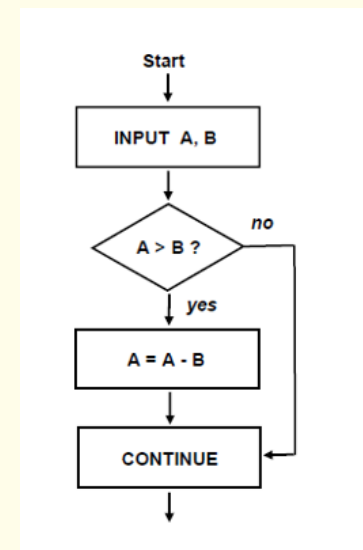 Start
INPUT A, B
A > B ?
no
yes
A = A - B
CONTINUE